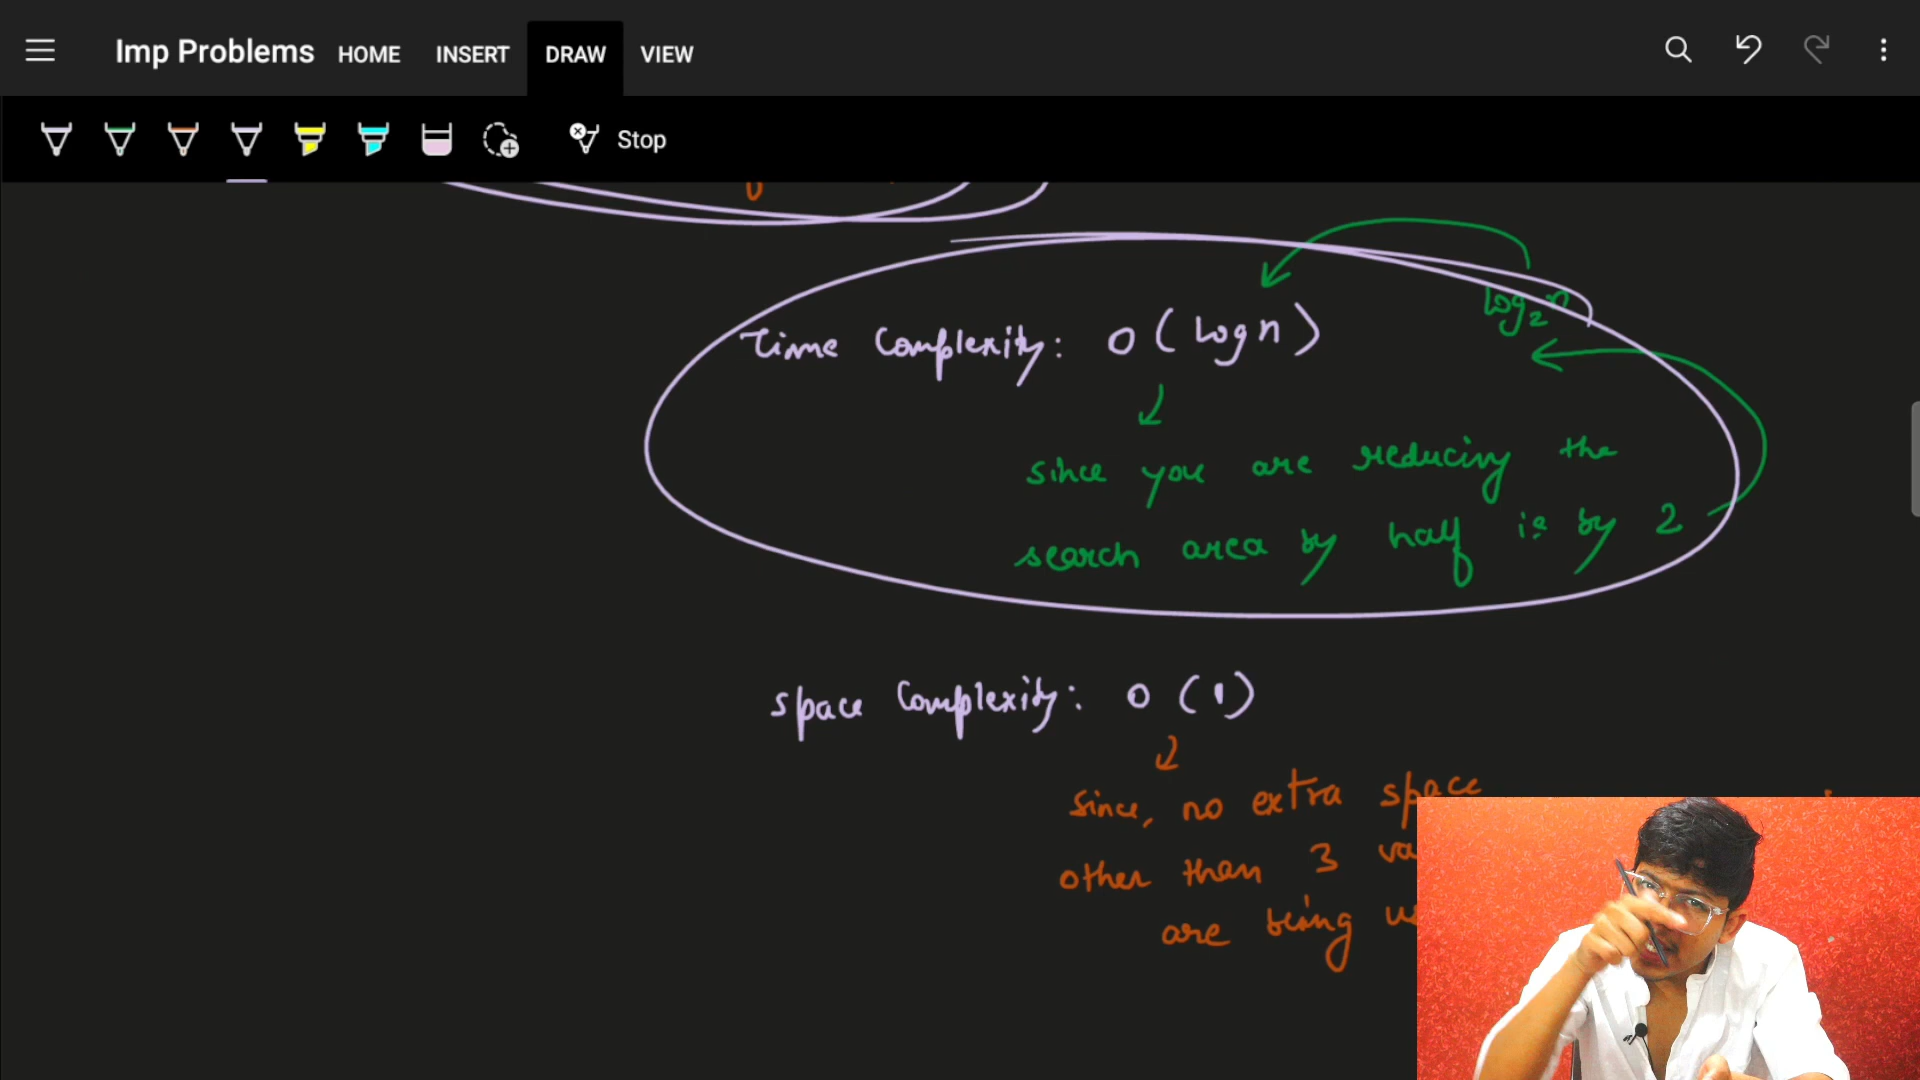 Imp Problems HOME INSERT DRAW VIEW
Stop
log₂n
Time Complexity: O (log n)
since you are reducing the
search area by half ie by 2
Space Complexity: O (1)
Since, no extra space
other than 3
are being